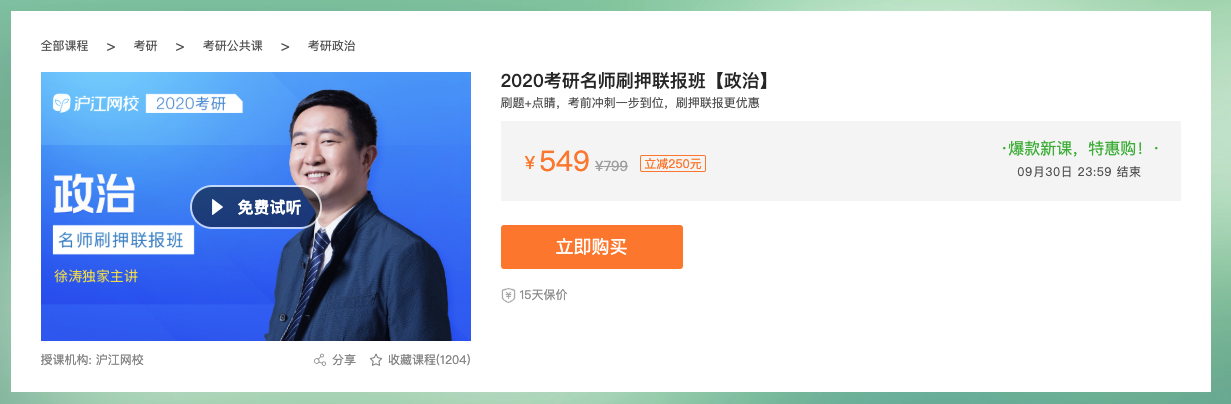 全部课程 > 考研 > 考研公共课 > 考研政治
沪江网校 2020考研
政治
免费试听
名师刷押联报班
徐涛独家主讲
授课机构: 沪江网校
分享 收藏课程(1204)
2020考研名师刷押联报班【政治】
刷题+点睛，考前冲刺一步到位，刷押联报更优惠
¥549 ¥799 立减250元
·爆款新课，特惠购！·
09月30日 23:59 结束
立即购买
¥ 15天保价